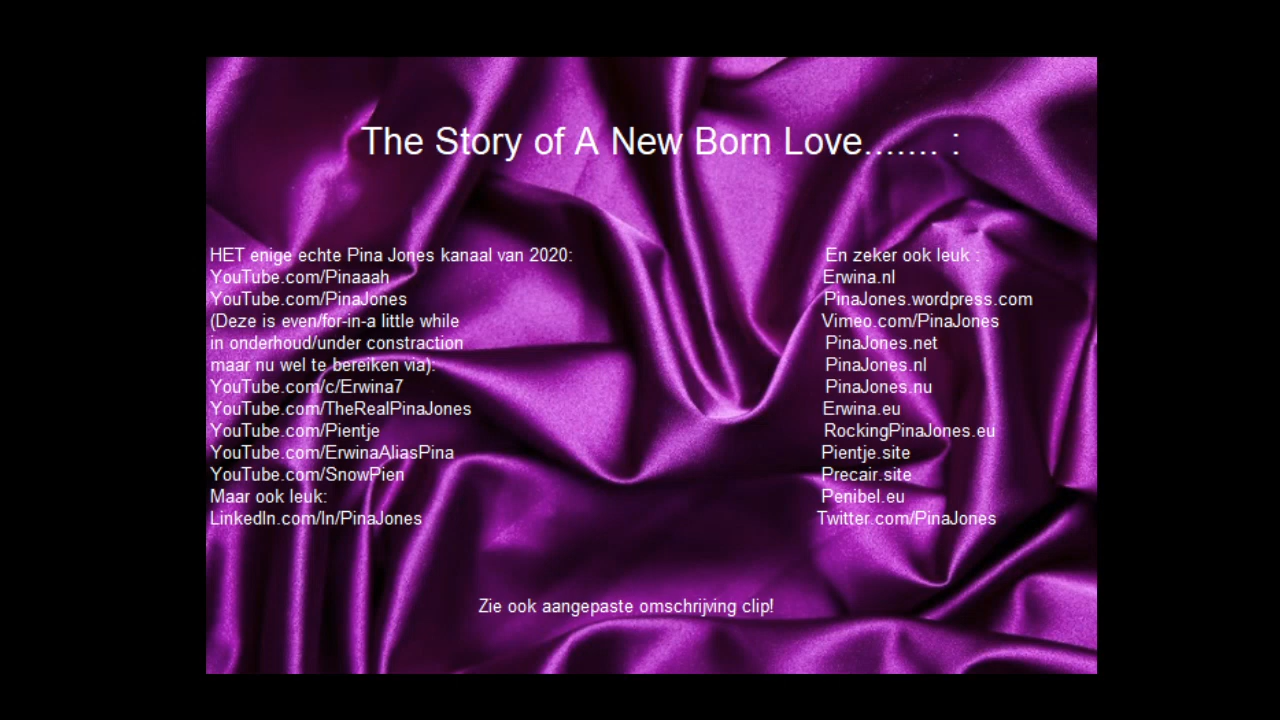 The Story of A New Born Love....... :
HET enige echte Pina Jones kanaal van 2020:
YouTube.com/Pinaaah
YouTube.com/PinaJones
(Deze is even/for-in-a little while
in onderhoud/under constraction
maar nu wel te bereiken via):
YouTube.com/c/Erwina7
YouTube.com/TheRealPinaJones
YouTube.com/Pientje
YouTube.com/ErwinaAliasPina
YouTube.com/SnowPien
Maar ook leuk:
LinkedIn.com/In/PinaJones
En zeker ook leuk :
Erwina.nl
PinaJones.wordpress.com
Vimeo.com/PinaJones
PinaJones.net
PinaJones.nl
PinaJones.nu
Erwina.eu
RockingPinaJones.eu
Pientje.site
Precair.site
Penibel.eu
Twitter.com/PinaJones
Zie ook aangepaste omschrijving clip!